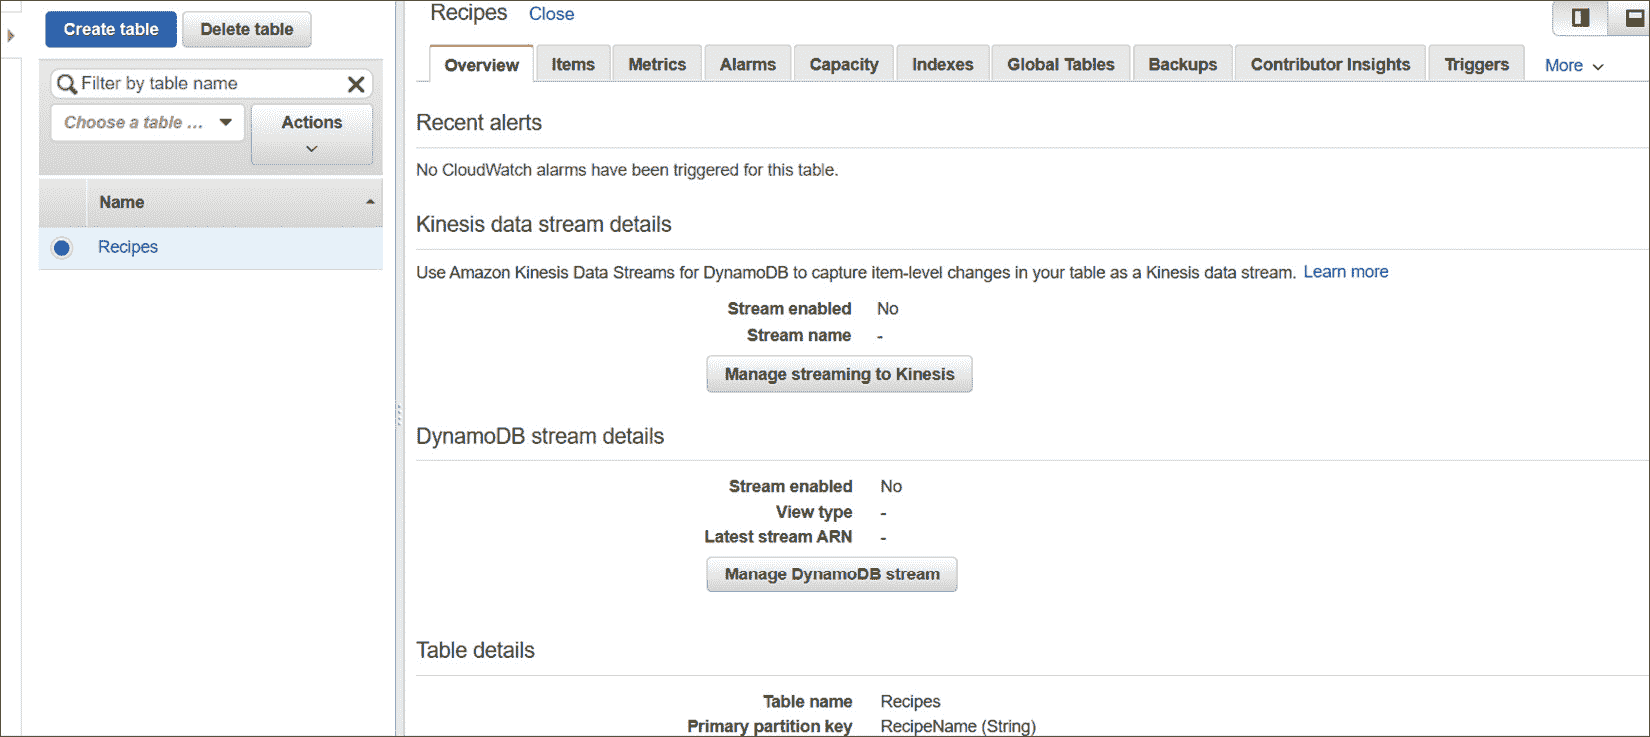 Create table
Delete table
Filter by table name
Choose a table ...
Actions
Name
Recipes
Recipes Close
Overview Items Metrics Alarms Capacity Indexes Global Tables Backups Contributor Insights Triggers More
Recent alerts
No CloudWatch alarms have been triggered for this table.
Kinesis data stream details
Use Amazon Kinesis Data Streams for DynamoDB to capture item-level changes in your table as a Kinesis data stream. Learn more
Stream enabled No
Stream name -
Manage streaming to Kinesis
DynamoDB stream details
Stream enabled No
View type -
Latest stream ARN -
Manage DynamoDB stream
Table details
Table name Recipes
Primary partition key RecipeName (String)